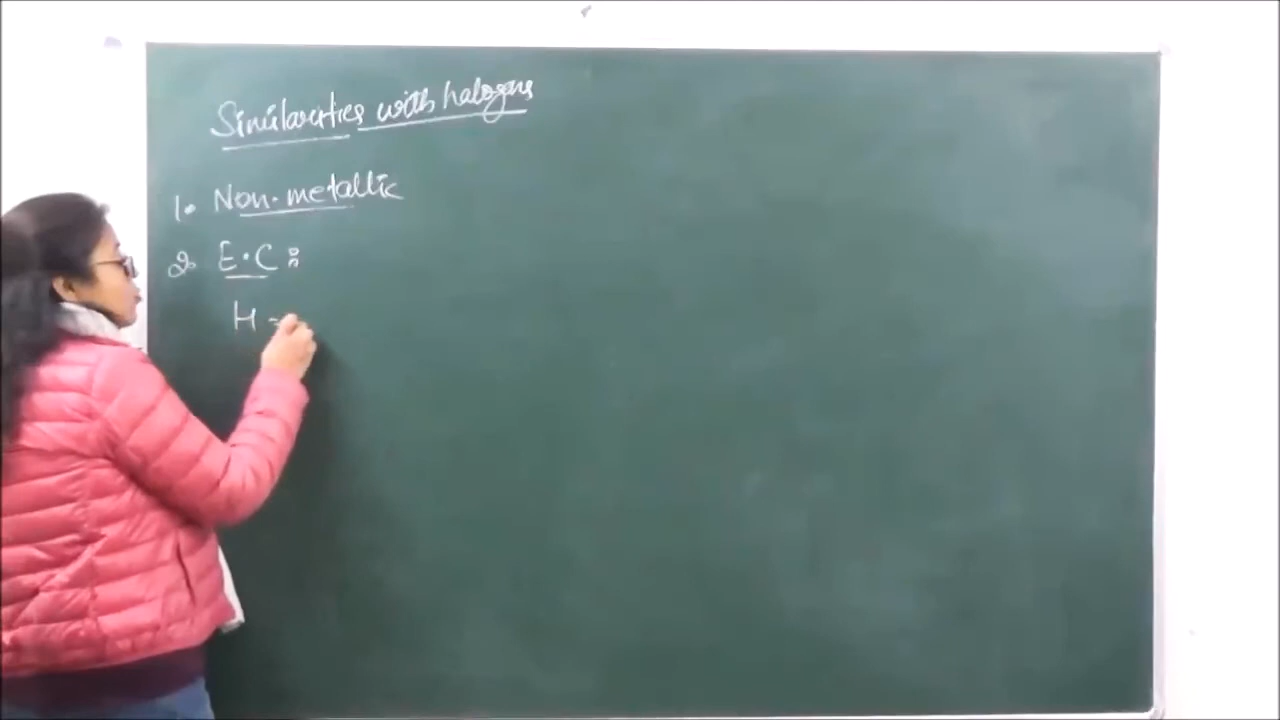 Similarities with halogens
1. Non-metallic
2. E.C :
H -